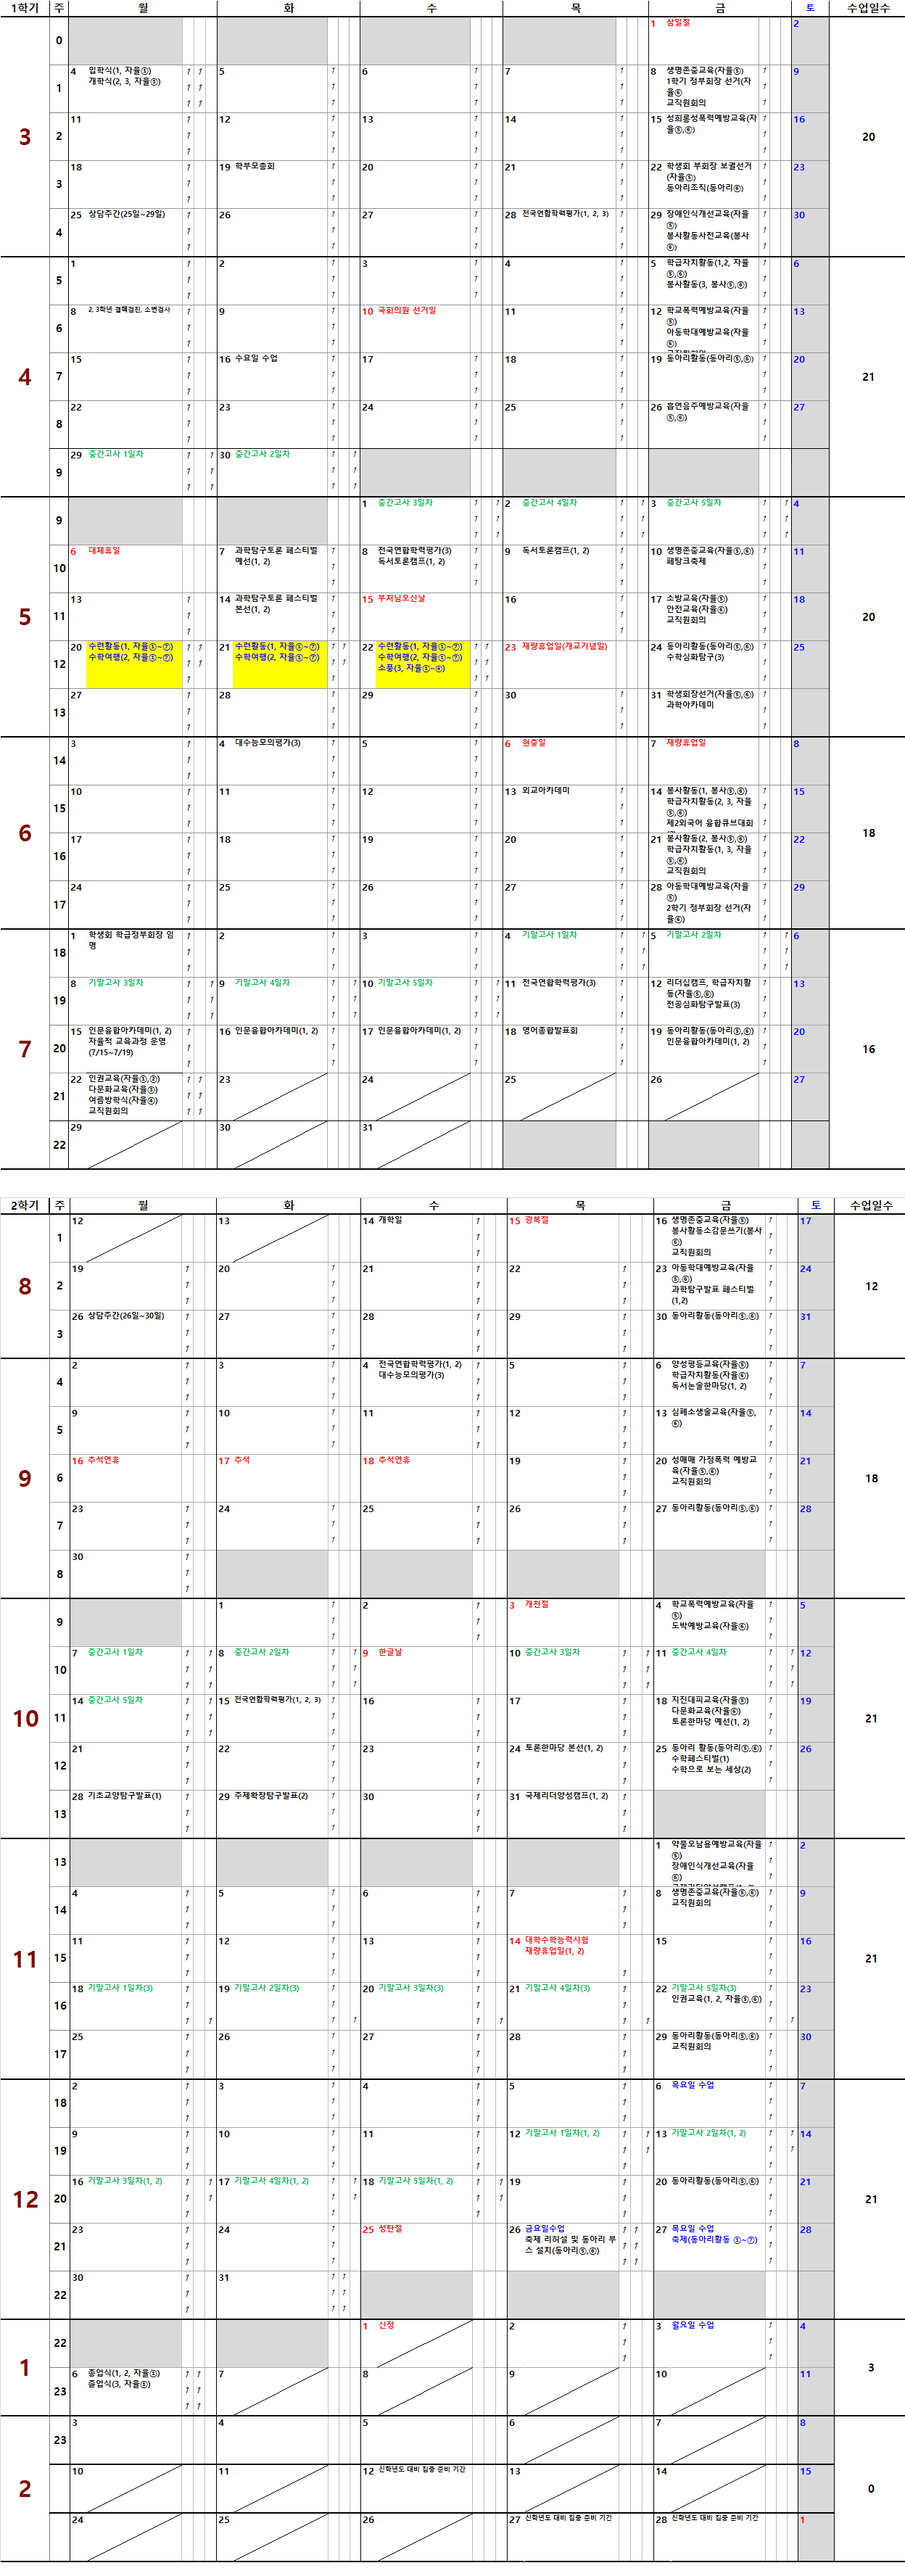 1학기 주 월 화 수 목 금 토 수업일수
3
0 1 삼일절 2
1 4 입학식(1, 자율①) 1 1 5 1 6 1 7 1 8 생명존중교육(자율⑤) 1 9
개학식(2, 3, 자율①) 1 1 1 1 1 1학기 정부회장 선거(자 1
율⑥
1 1 1 1 1 교직원회의 1
2 11 12 13 14 15 성희롱성폭력예방교육(자 16
율⑤,⑥)
20
3 18 19 학부모총회 20 21 22 학생회 부회장 보궐선거 23
(자율⑤)
동아리조직(동아리⑥)
4 25 상담주간(25일~29일) 26 27 28 전국연합학력평가(1, 2, 3) 29 장애인식개선교육(자율 30
⑤)
봉사활동사전교육(봉사
⑥)
4
5 1 2 3 4 5 학급자치활동(1,2, 자율 6
⑤,⑥)
봉사활동(3, 봉사⑤,⑥)
6 8 2, 3학년 결핵검진, 소변검사 9 10 국회의원 선거일 11 12 학교폭력예방교육(자율 13
⑤)
아동학대예방교육(자율
⑥)
7 15 16 수요일 수업 17 18 19 동아리활동(동아리⑤,⑥) 20
21
8 22 23 24 25 26 흡연음주예방교육(자율 27
⑤,⑥)
9 29 중간고사 1일차 30 중간고사 2일차
5
9 1 중간고사 3일차 2 중간고사 4일차 3 중간고사 5일차 4
10 6 대체휴일 7 과학탐구토론 페스티벌 8 전국연합학력평가(3) 9 독서토론캠프(1, 2) 10 생명존중교육(자율⑤,⑥) 11
예선(1, 2) 독서토론캠프(1, 2) 페탕크축제
11 13 14 과학탐구토론 페스티벌 15 부처님오신날 16 17 소방교육(자율⑤) 18
본선(1, 2) 안전교육(자율⑥)
교직원회의
20
12 20 수련활동(1, 자율①~⑦) 21 수련활동(1, 자율①~⑦) 22 수련활동(1, 자율①~⑦) 23 재량휴업일(개교기념일) 24 동아리활동(동아리⑤,⑥) 25
수학여행(2, 자율①~⑦) 수학여행(2, 자율①~⑦) 수학여행(2, 자율①~⑦) 수학심화탐구(3)
소풍(3, 자율①~⑥)
13 27 28 29 30 31 학생회장선거(자율⑤,⑥)
과학아카데미
6
14 3 4 대수능모의평가(3) 5 6 현충일 7 재량휴업일 8
15 10 11 12 13 외교아카데미 14 봉사활동(1, 봉사⑤,⑥) 15
학급자치활동(2, 3, 자율
⑤,⑥)
제2외국어 융합큐브대회
18
16 17 18 19 20 21 봉사활동(2, 봉사⑤,⑥) 22
학급자치활동(1, 3, 자율
⑤,⑥)
교직원회의
17 24 25 26 27 28 아동학대예방교육(자율 29
⑤)
2학기 정부회장 선거(자
율⑥)
7
18 1 학생회 학급정부회장 임 2 3 4 기말고사 1일차 5 기말고사 2일차 6
명
19 8 기말고사 3일차 9 기말고사 4일차 10 기말고사 5일차 11 전국연합학력평가(3) 12 리더십캠프, 학급자치활 13
동(자율⑤,⑥)
전공심화탐구발표(3)
20 15 인문융합아카데미(1, 2) 16 인문융합아카데미(1, 2) 17 인문융합아카데미(1, 2) 18 영어종합발표회 19 동아리활동(동아리⑤,⑥) 20
자율적 교육과정 운영 인문융합아카데미(1, 2)
(7/15~7/19)
16
21 22 인권교육(자율①,②) 23 24 25 26 27
다문화교육(자율③)
여름방학식(자율④)
교직원회의
22 29 30 31
2학기 주 월 화 수 목 금 토 수업일수
8
1 12 13 14 개학일 15 광복절 16 생명존중교육(자율⑤) 17
봉사활동소감문쓰기(봉사
⑥)
교직원회의
2 19 20 21 22 23 아동학대예방교육(자율 24
⑤,⑥)
과학탐구발표 페스티벌
(1,2)
12
3 26 상담주간(26일~30일) 27 28 29 30 동아리활동(동아리⑤,⑥) 31
9
4 2 3 4 전국연합학력평가(1, 2) 5 6 양성평등교육(자율⑤) 7
대수능모의평가(3) 학급자치활동(자율⑥)
독서논술한마당(1, 2)
5 9 10 11 12 13 심폐소생술교육(자율⑤, 14
⑥)
6 16 추석연휴 17 추석 18 추석연휴 19 20 성매매 가정폭력 예방교 21
육(자율⑤,⑥)
교직원회의
18
7 23 24 25 26 27 동아리활동(동아리⑤,⑥) 28
8 30
10
9 1 2 3 개천절 4 학교폭력예방교육(자율 5
⑤)
도박예방교육(자율⑥)
10 7 중간고사 1일차 8 중간고사 2일차 9 한글날 10 중간고사 3일차 11 중간고사 4일차 12
11 14 중간고사 5일차 15 전국연합학력평가(1, 2, 3) 16 17 18 지진대피교육(자율⑤) 19
다문화교육(자율⑥)
토론한마당 예선(1, 2)
21
12 21 22 23 24 토론한마당 본선(1, 2) 25 동아리 활동(동아리⑤,⑥) 26
수학페스티벌(1)
수학으로 보는 세상(2)
13 28 기초교양탐구발표(1) 29 주제확장탐구발표(2) 30 31 국제리더양성캠프(1, 2)
11
13 1 약물오남용예방교육(자율 2
⑤)
장애인식개선교육(자율
⑥)
14 4 5 6 7 8 생명존중교육(자율⑤,⑥) 9
교직원회의
15 11 12 13 14 대학수학능력시험 15 16
재량휴업일(1, 2)
21
16 18 기말고사 1일차(3) 19 기말고사 2일차(3) 20 기말고사 3일차(3) 21 기말고사 4일차(3) 22 기말고사 5일차(3) 23
인권교육(1, 2, 자율⑤,⑥)
17 25 26 27 28 29 동아리활동(동아리⑤,⑥) 30
교직원회의
12
18 2 3 4 5 6 목요일 수업 7
19 9 10 11 12 기말고사 1일차(1, 2) 13 기말고사 2일차(1, 2) 14
20 16 기말고사 3일차(1, 2) 17 기말고사 4일차(1, 2) 18 기말고사 5일차(1, 2) 19 20 동아리활동(동아리⑤,⑥) 21
21
21 23 24 25 성탄절 26 금요일수업 27 목요일 수업 28
축제 리허설 및 동아리 부 축제(동아리활동 ①~⑦)
스 설치(동아리⑤,⑥)
22 30 31
1
22 1 신정 2 3 월요일 수업 4
3
23 6 종업식(1, 2, 자율①) 7 8 9 10 11
졸업식(3, 자율①)
2
23 3 4 5 6 7 8
10 11 12 신학년도 대비 집중 준비 기간 13 14 15
0
24 25 26 27 신학년도 대비 집중 준비 기간 28 신학년도 대비 집중 준비 기간 1